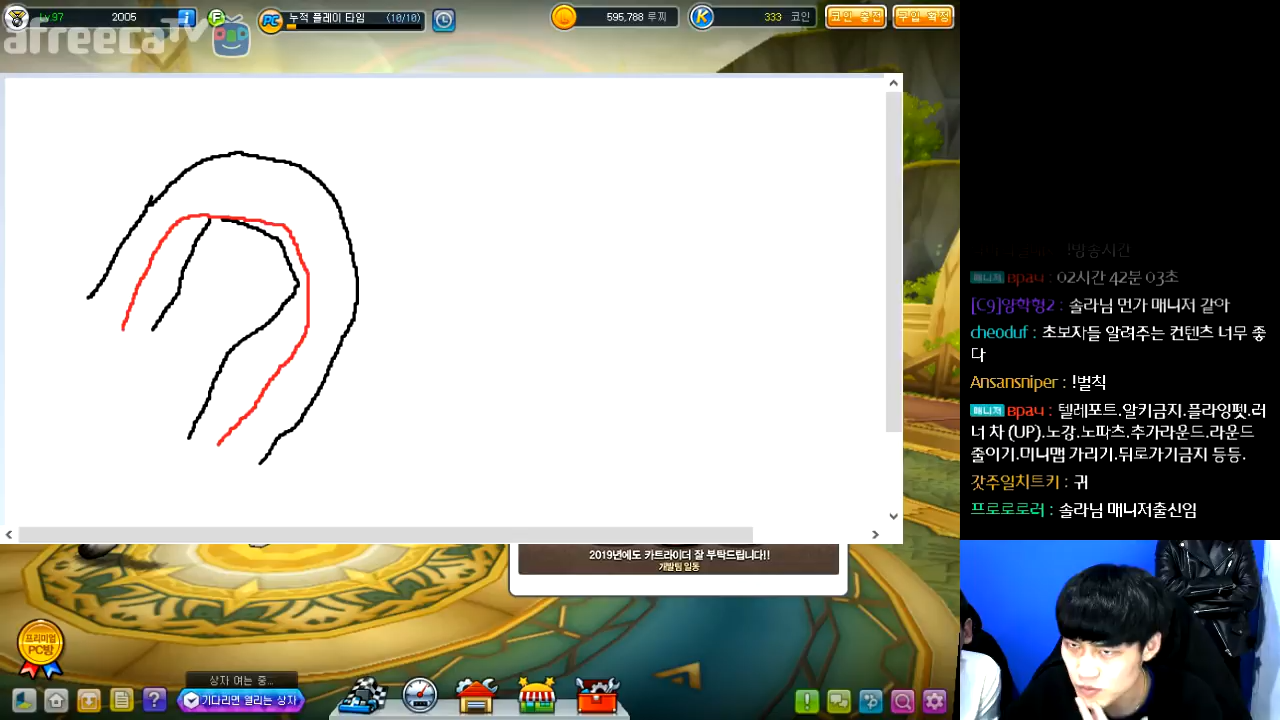 Lv.97
2005
PC 누적 플레이 타임 (10/10)
595,788 루찌
K 333 코인
코인 충전
구입 확정
afreecaTV
!방송시간
매니저 врач : 02시간 42분 03초
[C9]양학형2 : 솔라님 먼가 매니저 같아
cheoduf : 초보자들 알려주는 컨텐츠 너무 좋
다
Ansansniper : !벌칙
매니저 врач : 텔레포트.알키금지.플라잉펫.러
너 차 (UP).노강.노파츠.추가라운드.라운드
줄이기.미니맵 가리기.뒤로가기금지 등등.
갓주일치트키 : 귀
프로로로러 : 솔라님 매니저출신임
2019년에도 카트라이더 잘 부탁드립니다!!
개발팀 일동
프리미엄
PC방
상자 여는 중..
기다리면 열리는 상자